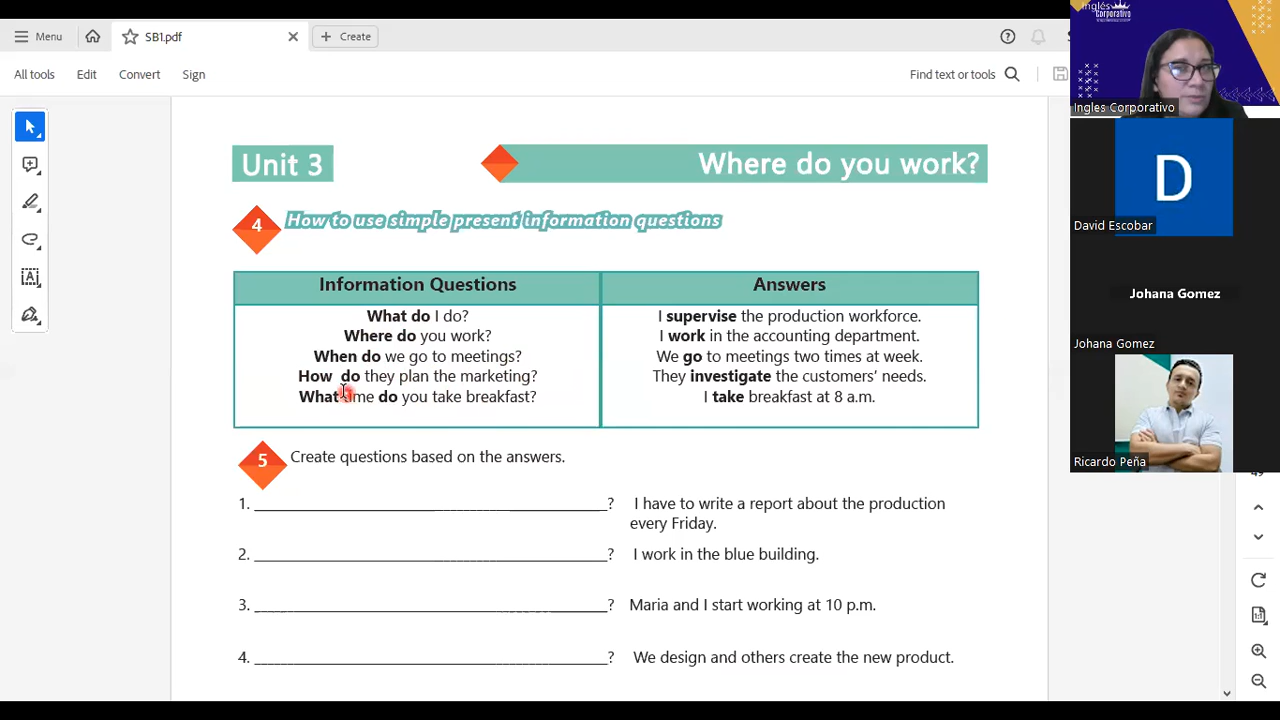 Menu
SB1.pdf
Create
All tools
Edit
Convert
Sign
Find text or tools
Unit 3
Where do you work?
4
How to use simple present information questions
Information Questions
Answers
What do I do?
I supervise the production workforce.
Where do you work?
I work in the accounting department.
When do we go to meetings?
We go to meetings two times at week.
How do they plan the marketing?
They investigate the customers' needs.
What time do you take breakfast?
I take breakfast at 8 a.m.
5
Create questions based on the answers.
1. ______________________________?
I have to write a report about the production
every Friday.
2. ______________________________?
I work in the blue building.
3. ______________________________?
Maria and I start working at 10 p.m.
4. ______________________________?
We design and others create the new product.
Inglés
corporativo
Ingles Corporativo
D
David Escobar
Johana Gomez
Johana Gomez
Ricardo Peña